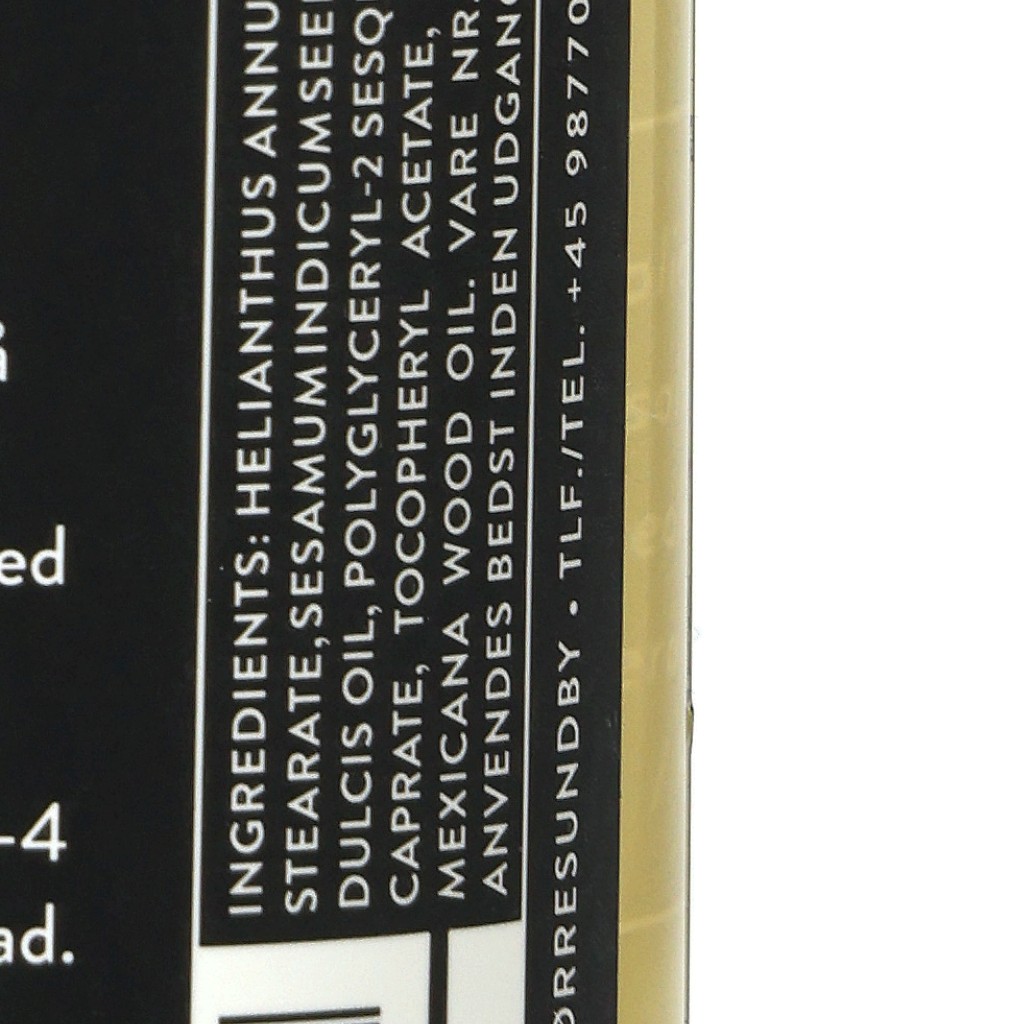 ed
-4
ad.
INGREDIENTS: HELIANTHUS ANNU
STEARATE,SESAMUMINDICUMSEE
DULCIS OIL, POLYGLYCERYL-2 SESQ
CAPRATE, TOCOPHERYL ACETATE,
MEXICANA WOOD OIL. VARE NR.
ANVENDES BEDST INDEN UDGANG
ØRRESUNDBY • TLF./TEL. +45 98770